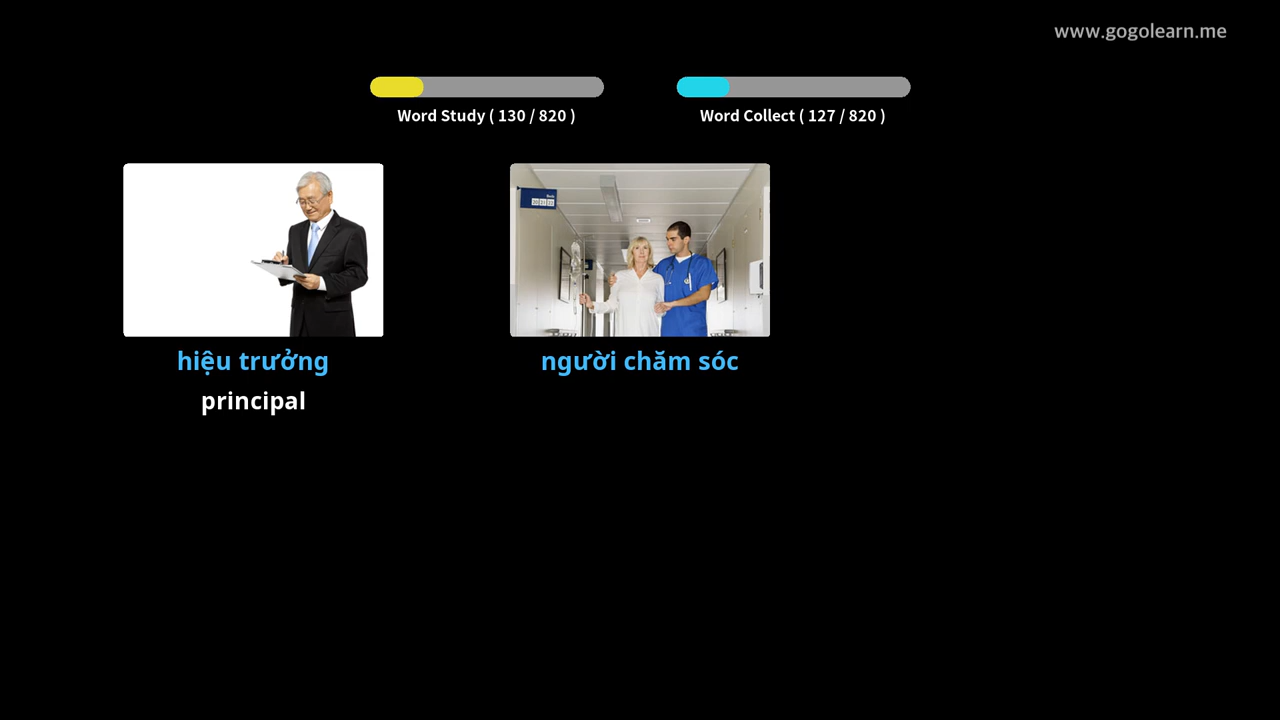 www.gogolearn.me
Word Study ( 130 / 820 )
Word Collect ( 127 / 820 )
hiệu trưởng
principal
người chăm sóc